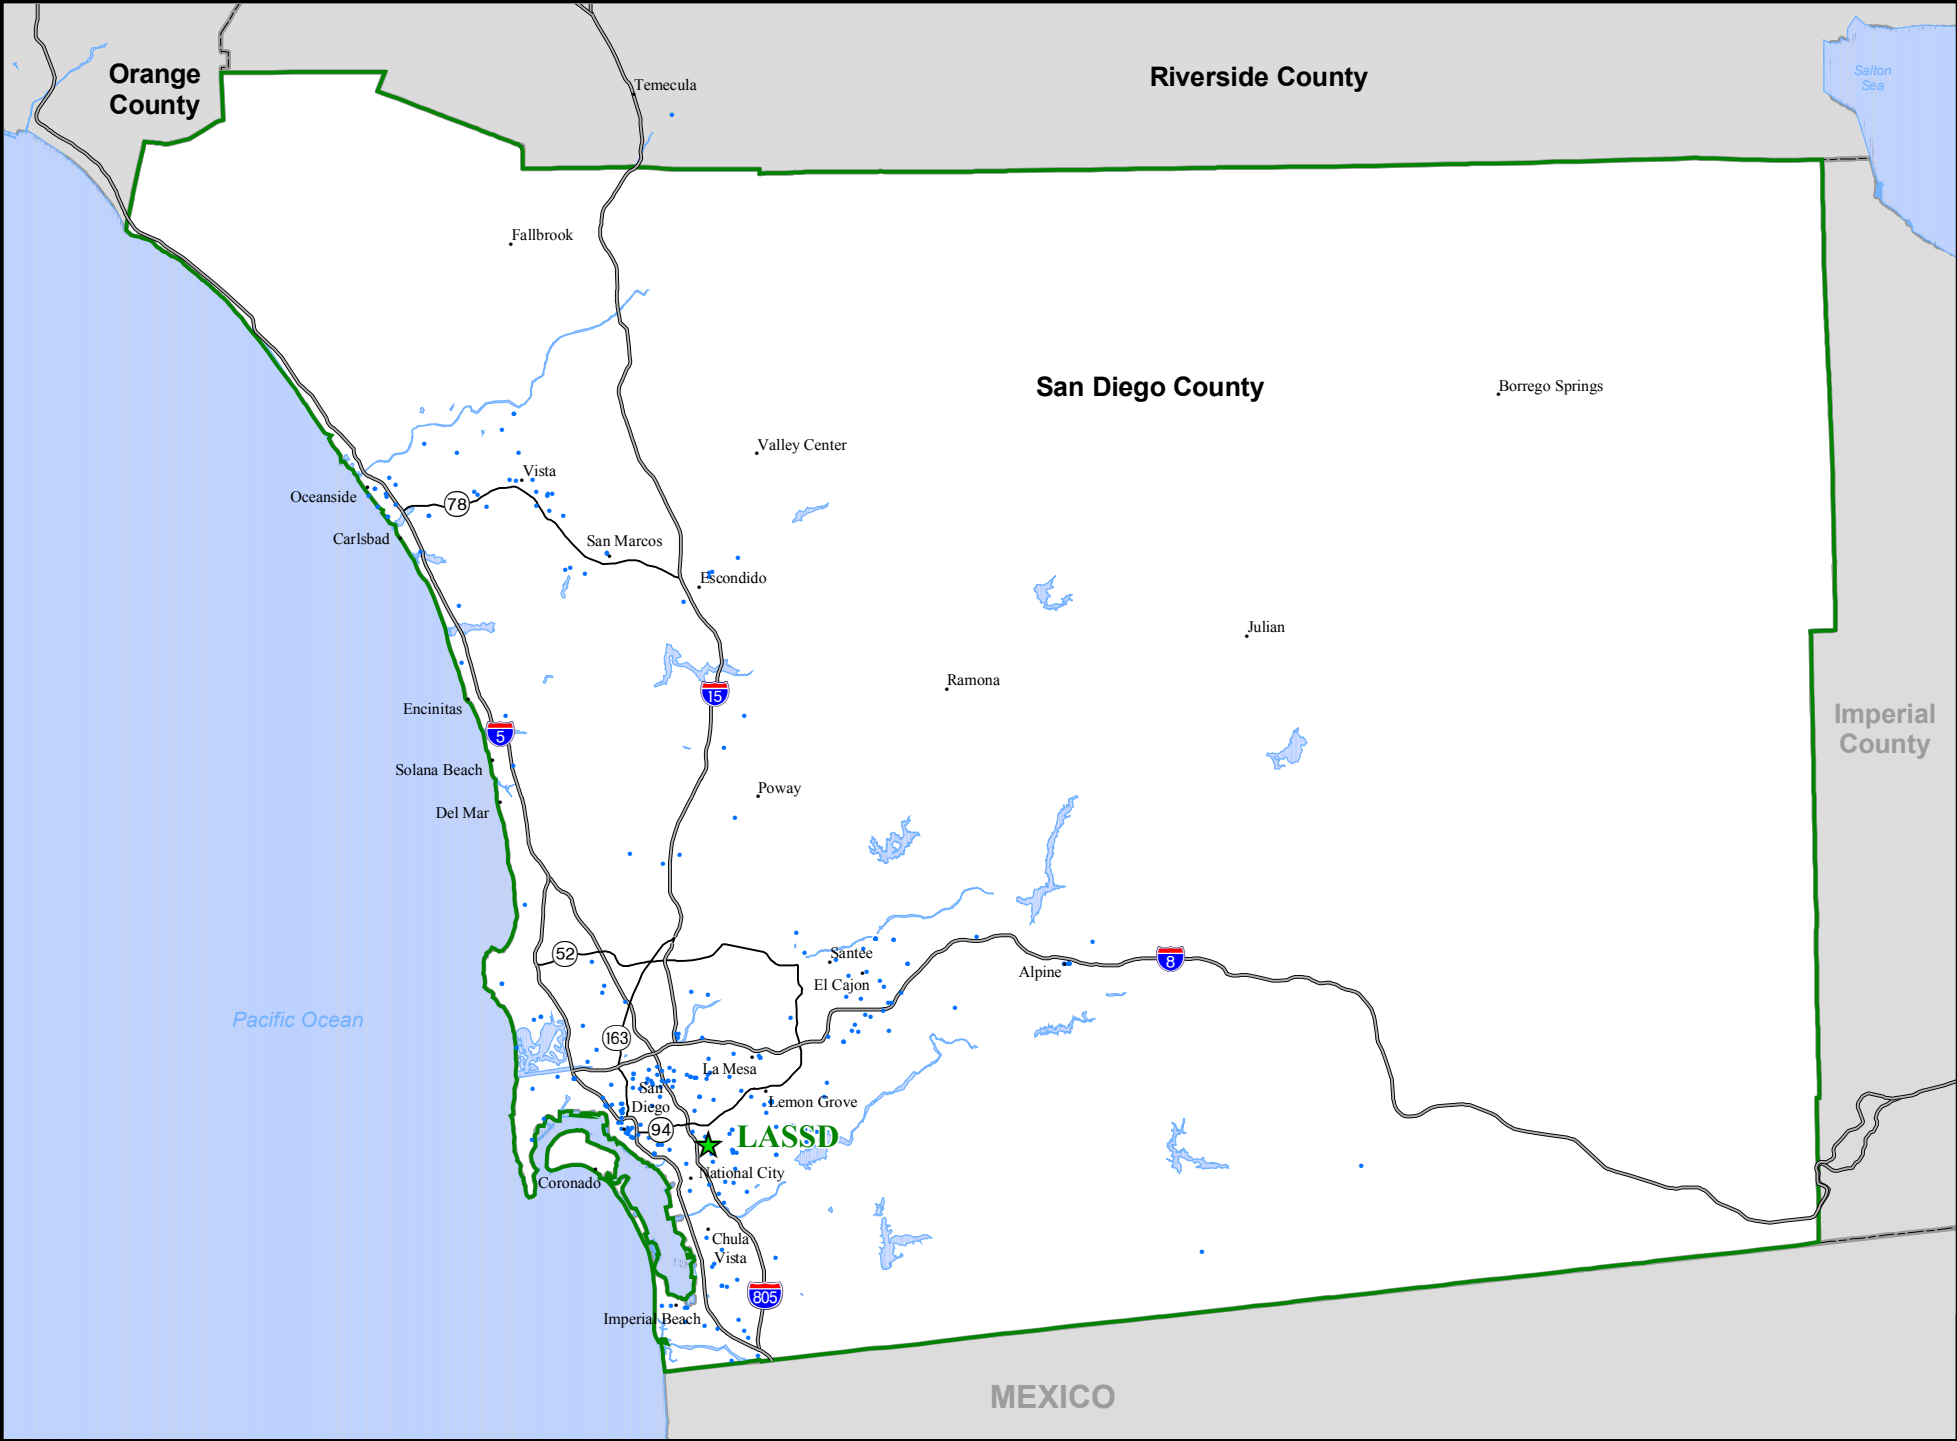 Orange
County
Riverside County
Salton
Sea
Temecula
Fallbrook
San Diego County
Borrego Springs
Valley Center
Vista
Oceanside
78
Carlsbad
San Marcos
Escondido
Julian
Ramona
15
Encinitas
5
Imperial
County
Solana Beach
Poway
Del Mar
52
Santee
8
Alpine
El Cajon
Pacific Ocean
163
La Mesa
San
Diego
Lemon Grove
94
LASSD
National City
Coronado
Chula
Vista
805
Imperial Beach
MEXICO